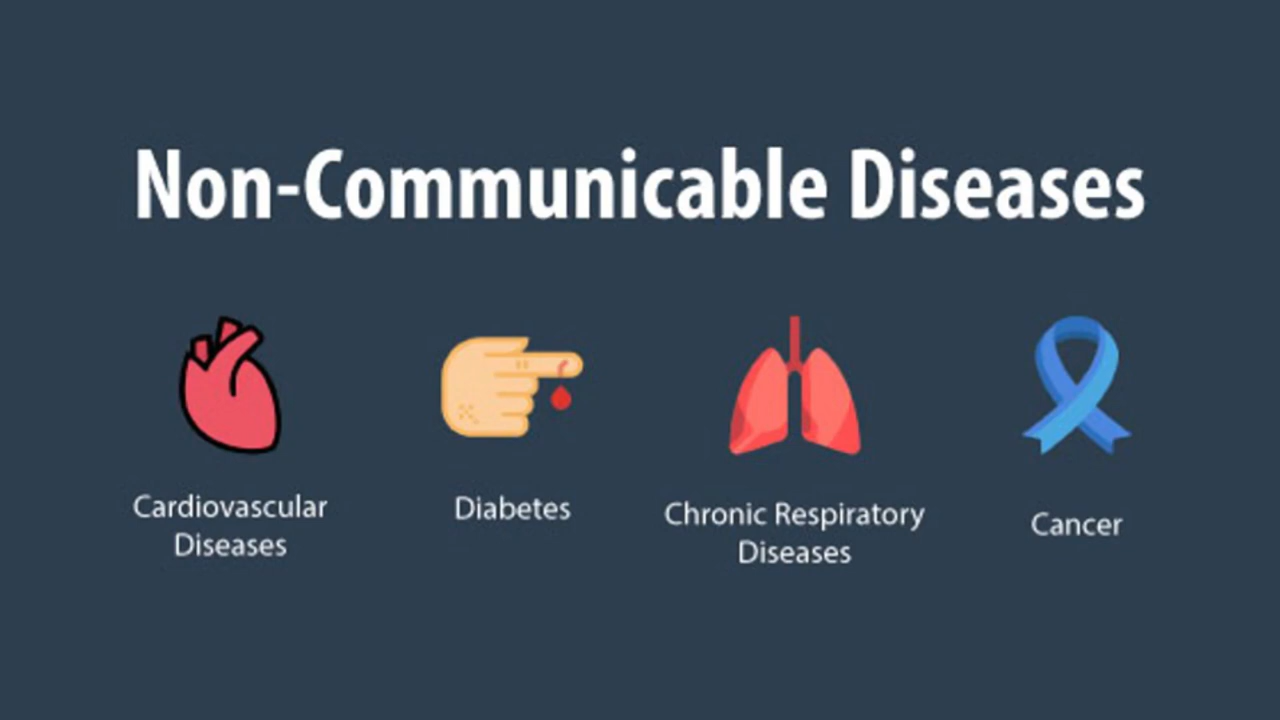 Non-Communicable Diseases
Cardiovascular
Diseases
Diabetes
Chronic Respiratory
Diseases
Cancer